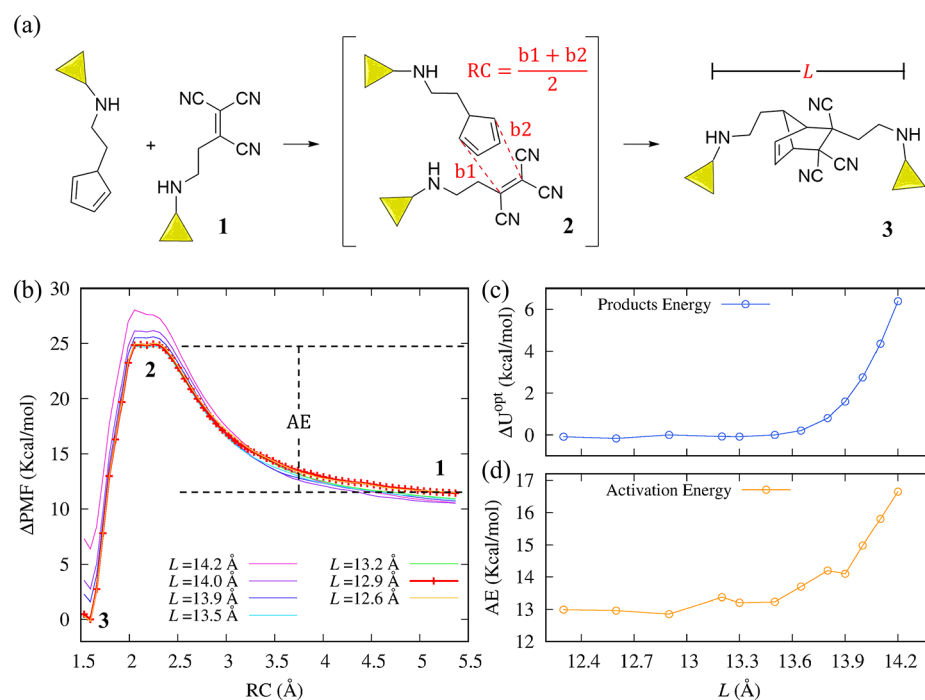 (a)
NH
+
CN
NC
CN
NH
1
NH
RC = b1 + b2
2
b2
b1
NH
CN
CN
CN
2
L
CN
NH
NC
CN
NH
3
(b)
30
25
20
15
10
5
0
ΔPMF (Kcal/mol)
2
AE
1
3
L =14.2 Å
L =14.0 Å
L =13.9 Å
L =13.5 Å
L =13.2 Å
L =12.9 Å
L =12.6 Å
1.5 2 2.5 3 3.5 4 4.5 5 5.5
RC (Å)
(c)
Products Energy
6
4
2
0
ΔU^opt (kcal/mol)
(d)
Activation Energy
17
16
15
14
13
12
AE (Kcal/mol)
12.4 12.7 13 13.3 13.6 13.9 14.2
L (Å)